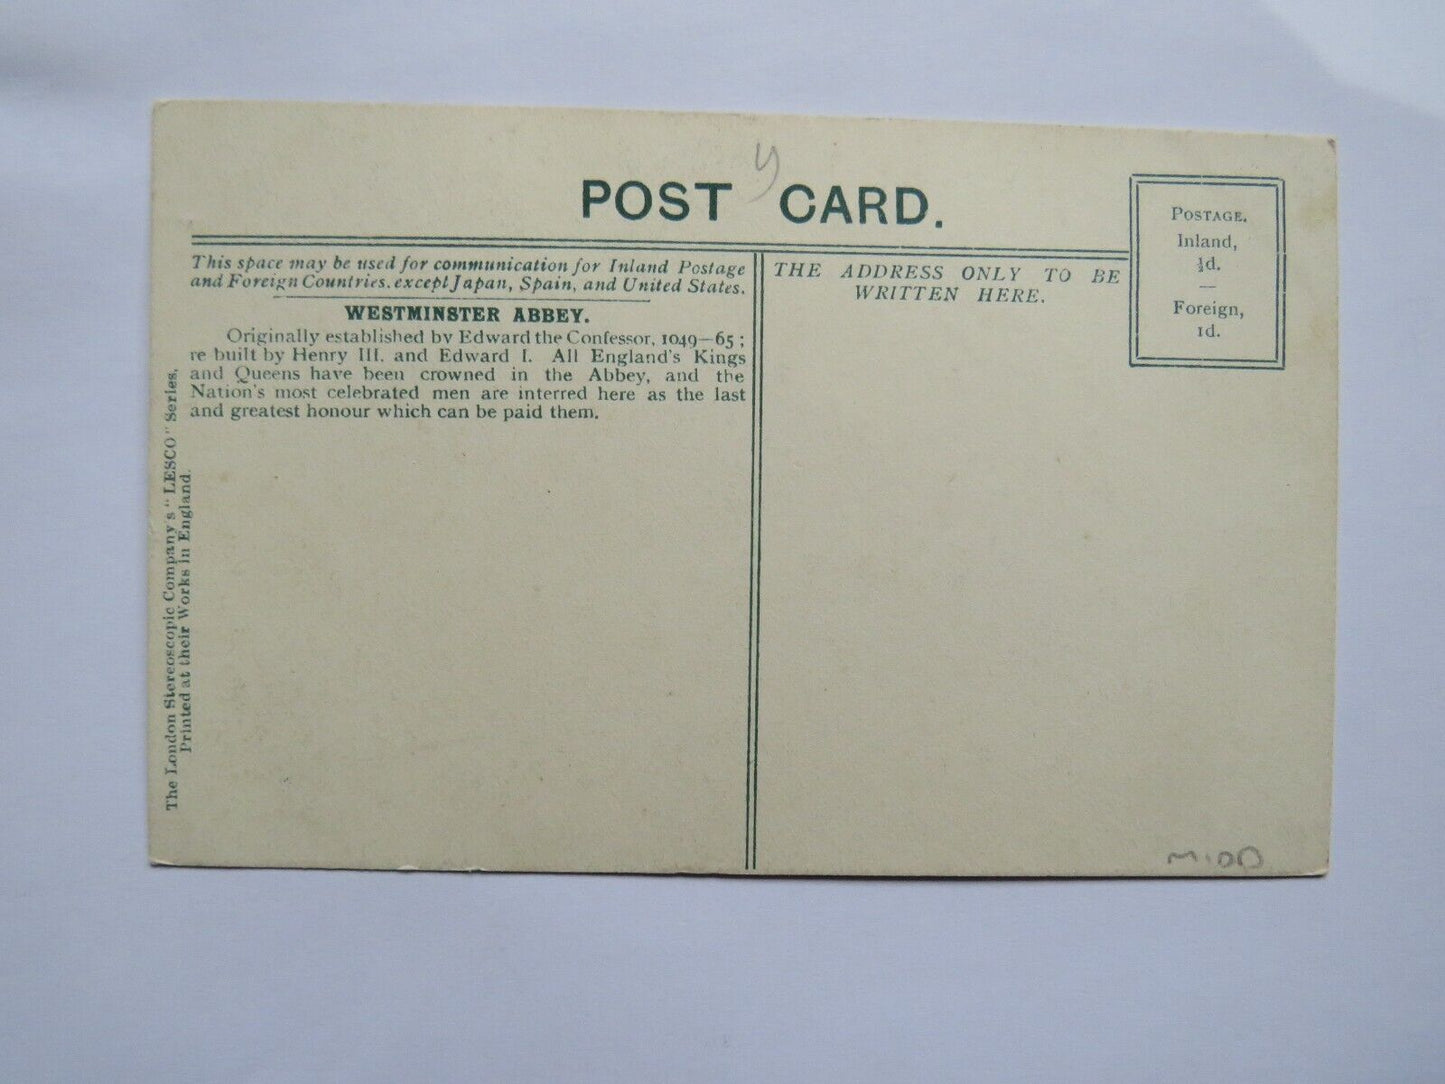 y
POST CARD.
POSTAGE.
Inland,
½d.
—
Foreign,
1d.
This space may be used for communication for Inland Postage
and Foreign Countries, except Japan, Spain, and United States.
WESTMINSTER ABBEY.
Originally established by Edward the Confessor, 1049—65;
re built by Henry III. and Edward I. All England's Kings
and Queens have been crowned in the Abbey, and the
Nation's most celebrated men are interred here as the last
and greatest honour which can be paid them.
THE ADDRESS ONLY TO BE
WRITTEN HERE.
The London Stereoscopic Company's "LESCO" Series.
Printed at their Works in England.